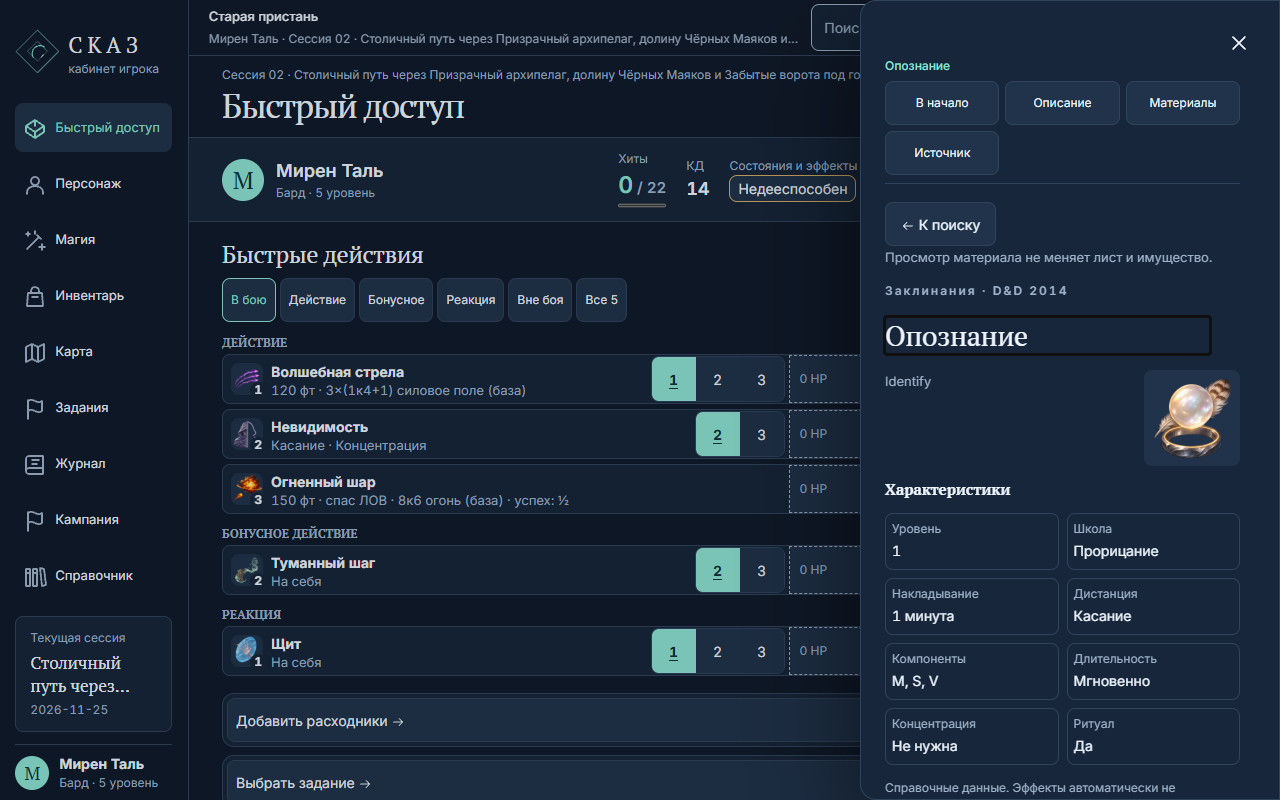 СКАЗ
кабинет игрока
Быстрый доступ
Персонаж
Магия
Инвентарь
Карта
Задания
Журнал
Кампания
Справочник
Текущая сессия
Столичный
путь через...
2026-11-25
М
Мирен Таль
Бард · 5 уровень
Старая пристань
Мирен Таль · Сессия 02 · Столичный путь через Призрачный архипелаг, долину Чёрных Маяков и...
Поис
Сессия 02 · Столичный путь через Призрачный архипелаг, долину Чёрных Маяков и Забытые ворота под го
Быстрый доступ
М
Мирен Таль
Бард · 5 уровень
Хиты
0 / 22
КД
14
Состояния и эффекты
Недееспособен
Быстрые действия
В бою
Действие
Бонусное
Реакция
Вне боя
Все 5
ДЕЙСТВИЕ
1
Волшебная стрела
120 фт · 3×(1к4+1) силовое поле (база)
1 2 3
0 HP
2
Невидимость
Касание · Концентрация
2 3
0 HP
3
Огненный шар
150 фт · спас ЛОВ · 8к6 огонь (база) · успех: ½
0 HP
БОНУСНОЕ ДЕЙСТВИЕ
2
Туманный шаг
На себя
2 3
0 HP
РЕАКЦИЯ
1
Щит
На себя
1 2 3
0 HP
Добавить расходники →
Выбрать задание →
Опознание
В начало
Описание
Материалы
Источник
← К поиску
Просмотр материала не меняет лист и имущество.
Заклинания · D&D 2014
Опознание
Identify
Характеристики
Уровень
1
Школа
Прорицание
Накладывание
1 минута
Дистанция
Касание
Компоненты
M, S, V
Длительность
Мгновенно
Концентрация
Не нужна
Ритуал
Да
Справочные данные. Эффекты автоматически не